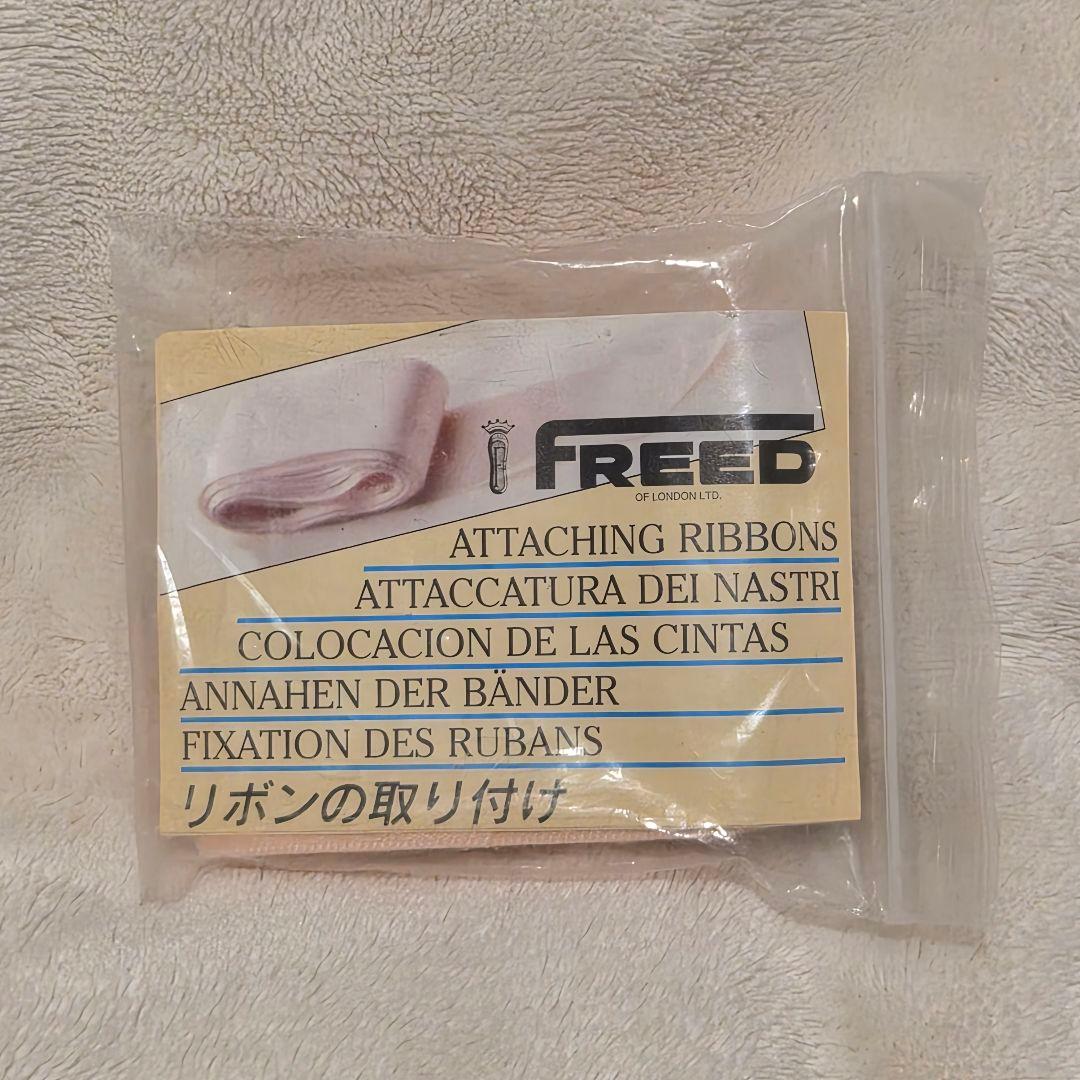 FREED
OF LONDON LTD.
ATTACHING RIBBONS
ATTACCATURA DEI NASTRI
COLOCACION DE LAS CINTAS
ANNAHEN DER BÄNDER
FIXATION DES RUBANS
リボンの取り付け